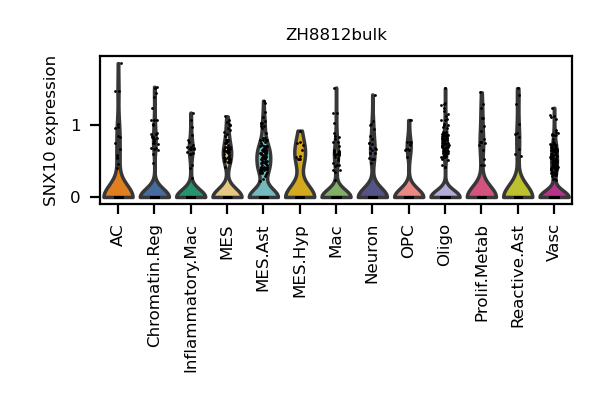 ZH8812bulk
SNX10 expression
1
0
AC
Chromatin.Reg
Inflammatory.Mac
MES
MES.Ast
MES.Hyp
Mac
Neuron
OPC
Oligo
Prolif.Metab
Reactive.Ast
Vasc